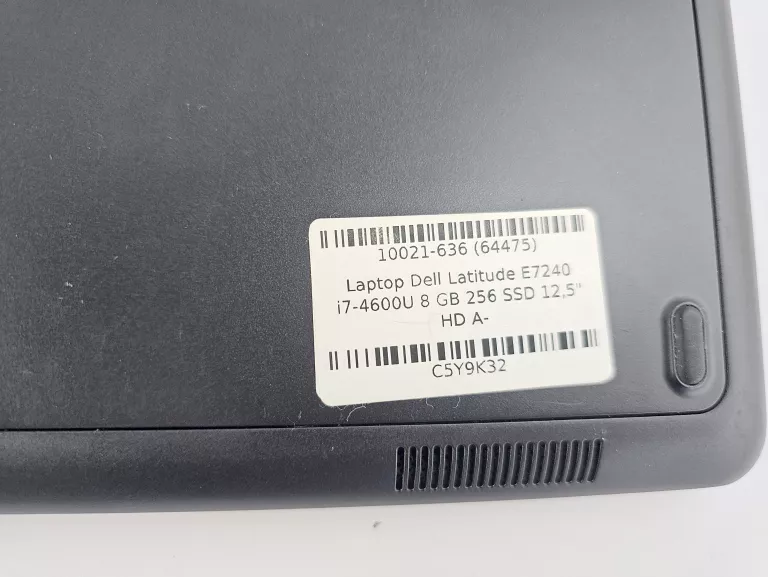 10021-636 (64475)
Laptop Dell Latitude E7240
i7-4600U 8 GB 256 SSD 12,5"
HD A-
C5Y9K32